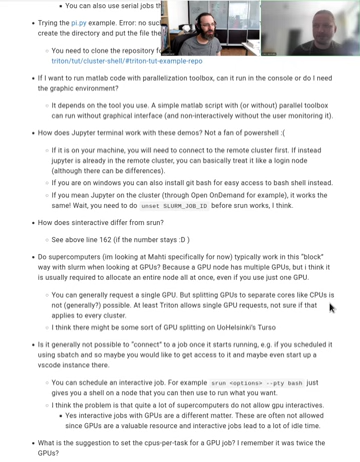 You can also use serial jobs th
Trying the pi.py example. Error: no suc
create the directory and put the file the
You need to clone the repository fo
triton/tut/cluster-shell/#triton-tut-example-repo
If I want to run matlab code with parallelization toolbox, can it run in the console or do I need
the graphic environment?
It depends on the tool you use. A simple matlab script with (or without) parallel toolbox
can run without graphical interface (and non-interactively without the user monitoring it).
How does Jupyter terminal work with these demos? Not a fan of powershell :(
If it is on your machine, you will need to connect to the remote cluster first. If instead
jupyter is already in the remote cluster, you can basically treat it like a login node
(although there can be differences).
If you are on windows you can also install git bash for easy access to bash shell instead.
If you mean Jupyter on the cluster (through Open OnDemand for example), it works the
same! Wait, you need to do unset SLURM_JOB_ID before srun works, I think.
How does sinteractive differ from srun?
See above line 162 (if the number stays :D )
Do supercomputers (im looking at Mahti specifically for now) typically work in this "block"
way with slurm when looking at GPUs? Because a GPU node has multiple GPUs, but i think it
is usually required to allocate an entire node all at once, even if you use just one GPU.
You can generally request a single GPU. But splitting GPUs to separate cores like CPUs is
not (generally?) possible. At least Triton allows single GPU requests, not sure if that
applies to every cluster.
I think there might be some sort of GPU splitting on UoHelsinki's Turso
Is it generally not possible to "connect" to a job once it starts running, e.g. if you scheduled it
using sbatch and so maybe you would like to get access to it and maybe even start up a
vscode instance there.
You can schedule an interactive job. For example srun <options> --pty bash just
gives you a shell on a node that you can then use to run what you want.
I think the problem is that quite a lot of supercomputers do not allow gpu interactives.
Yes interactive jobs with GPUs are a different matter. These are often not allowed
since GPUs are a valuable resource and interactive jobs lead to a lot of idle time.
What is the suggestion to set the cpus-per-task for a GPU job? I remember it was twice the
GPUs?